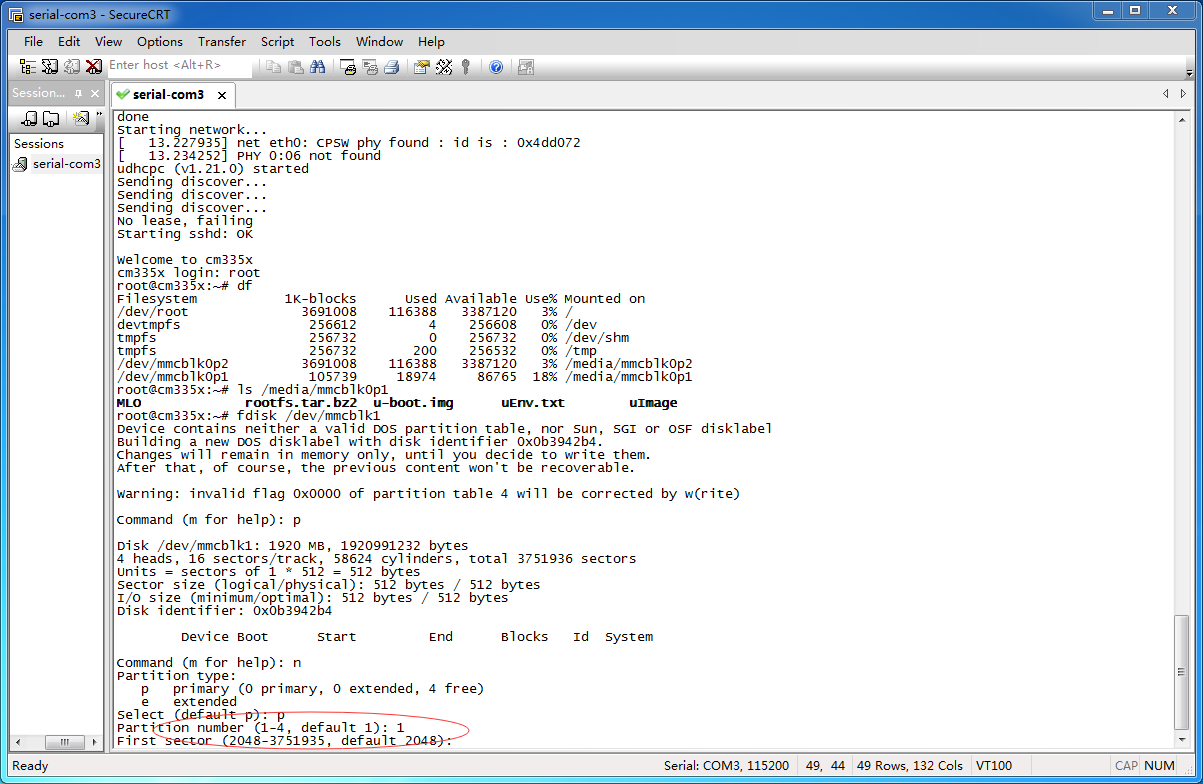 serial-com3 - SecureCRT
File Edit View Options Transfer Script Tools Window Help
Enter host <Alt+R>
Session...
serial-com3
Sessions
serial-com3
done
Starting network...
[   13.227935] net eth0: CPSW phy found : id is : 0x4dd072
[   13.234252] PHY 0:06 not found
udhcpc (v1.21.0) started
Sending discover...
Sending discover...
Sending discover...
No lease, failing
Starting sshd: OK
Welcome to cm335x
cm335x login: root
root@cm335x:~# df
Filesystem           1K-blocks      Used Available Use% Mounted on
/dev/root              3691008    116388   3387120   3% /
devtmpfs                256612         4    256608   0% /dev
tmpfs                   256732         0    256732   0% /dev/shm
tmpfs                   256732       200    256532   0% /tmp
/dev/mmcblk0p2         3691008    116388   3387120   3% /media/mmcblk0p2
/dev/mmcblk0p1          105739     18974     86765  18% /media/mmcblk0p1
root@cm335x:~# ls /media/mmcblk0p1
MLO             rootfs.tar.bz2  u-boot.img      uEnv.txt        uImage
root@cm335x:~# fdisk /dev/mmcblk1
Device contains neither a valid DOS partition table, nor Sun, SGI or OSF disklabel
Building a new DOS disklabel with disk identifier 0x0b3942b4.
Changes will remain in memory only, until you decide to write them.
After that, of course, the previous content won't be recoverable.
Warning: invalid flag 0x0000 of partition table 4 will be corrected by w(rite)
Command (m for help): p
Disk /dev/mmcblk1: 1920 MB, 1920991232 bytes
4 heads, 16 sectors/track, 58624 cylinders, total 3751936 sectors
Units = sectors of 1 * 512 = 512 bytes
Sector size (logical/physical): 512 bytes / 512 bytes
I/O size (minimum/optimal): 512 bytes / 512 bytes
Disk identifier: 0x0b3942b4
        Device Boot      Start         End      Blocks   Id  System
Command (m for help): n
Partition type:
   p   primary (0 primary, 0 extended, 4 free)
   e   extended
Select (default p): p
Partition number (1-4, default 1): 1
First sector (2048-3751935, default 2048):
Ready Serial: COM3, 115200 49, 44 49 Rows, 132 Cols VT100 CAP NUM